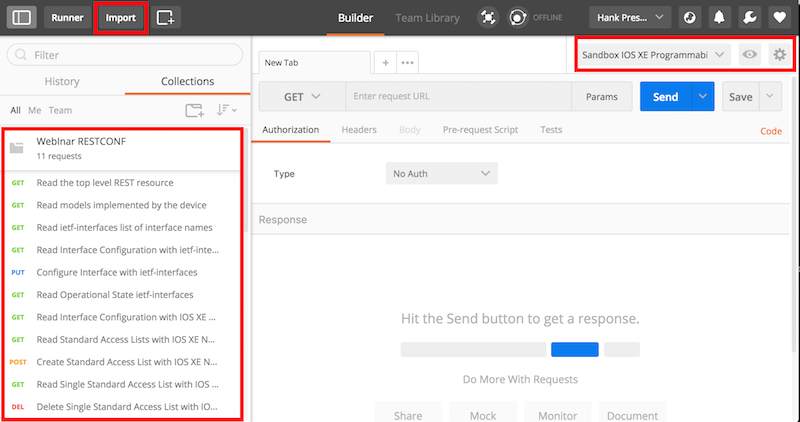 Runner
Import
Builder
Team Library
OFFLINE
Hank Pres...
Filter
History
Collections
All Me Team
WebInar RESTCONF
11 requests
GET Read the top level REST resource
GET Read models implemented by the device
GET Read ietf-interfaces list of interface names
GET Read Interface Configuration with ietf-inte...
PUT Configure Interface with ietf-interfaces
GET Read Operational State ietf-interfaces
GET Read Interface Configuration with IOS XE ...
GET Read Standard Access Lists with IOS XE N...
POST Create Standard Access List with IOS XE N...
GET Read Single Standard Access List with IOS ...
DEL Delete Single Standard Access List with IO...
New Tab
Sandbox IOS XE Programmabi
GET
Enter request URL
Params
Send
Save
Authorization
Headers
Body
Pre-request Script
Tests
Code
Type
No Auth
Response
Hit the Send button to get a response.
Do More With Requests
Share
Mock
Monitor
Document